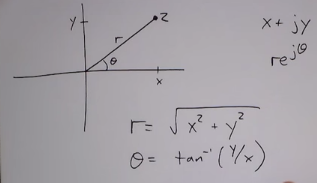 y
z
r
θ
x
x + jy
re^{jθ}
r = √(x² + y²)
θ = tan⁻¹(y/x)